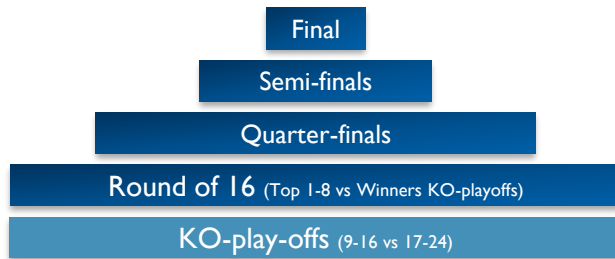 Final
Semi-finals
Quarter-finals
Round of 16 (Top 1-8 vs Winners KO-playoffs)
KO-play-offs (9-16 vs 17-24)